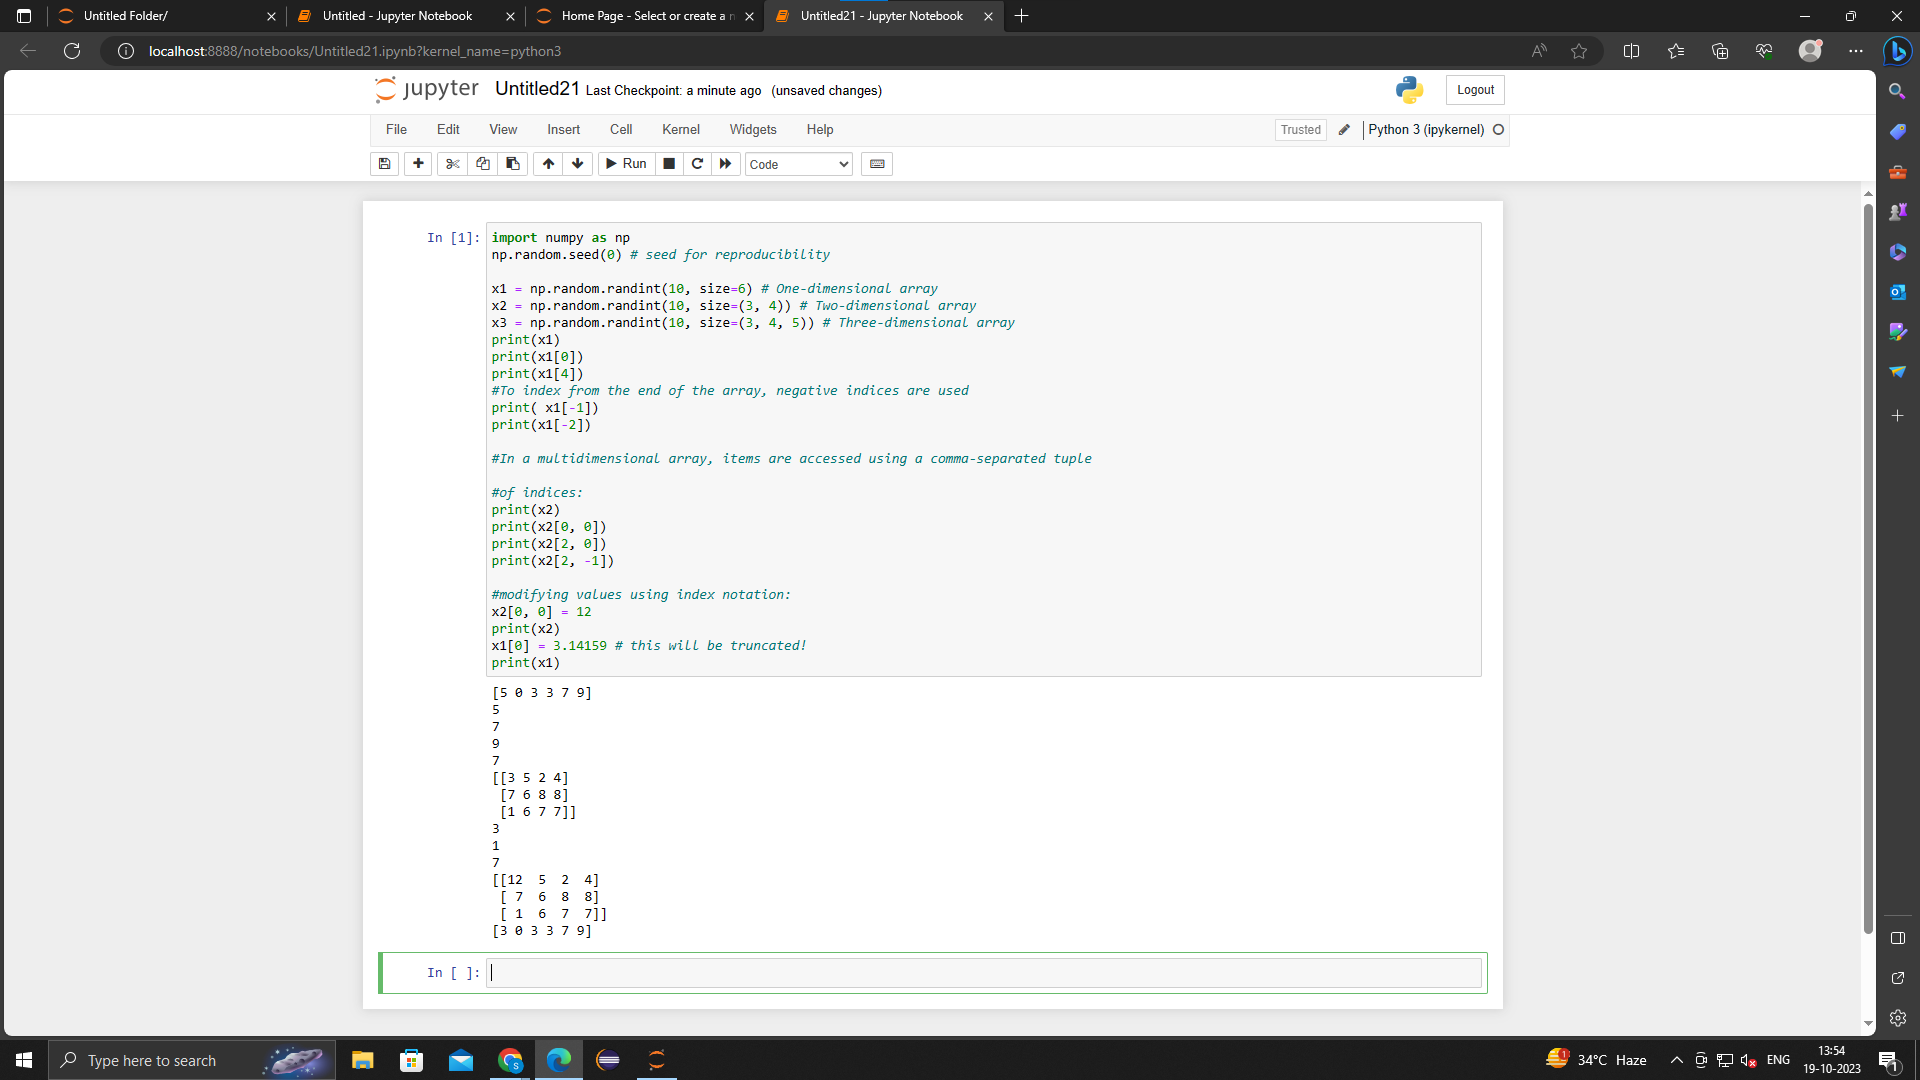 Untitled Folder/
Untitled - Jupyter Notebook
Home Page - Select or create a n
Untitled21 - Jupyter Notebook
localhost:8888/notebooks/Untitled21.ipynb?kernel_name=python3
jupyter Untitled21 Last Checkpoint: a minute ago (unsaved changes)
Logout
File Edit View Insert Cell Kernel Widgets Help
Trusted
Python 3 (ipykernel)
Run
Code
In [1]:
import numpy as np
np.random.seed(0) # seed for reproducibility
x1 = np.random.randint(10, size=6) # One-dimensional array
x2 = np.random.randint(10, size=(3, 4)) # Two-dimensional array
x3 = np.random.randint(10, size=(3, 4, 5)) # Three-dimensional array
print(x1)
print(x1[0])
print(x1[4])
#To index from the end of the array, negative indices are used
print( x1[-1])
print(x1[-2])
#In a multidimensional array, items are accessed using a comma-separated tuple
#of indices:
print(x2)
print(x2[0, 0])
print(x2[2, 0])
print(x2[2, -1])
#modifying values using index notation:
x2[0, 0] = 12
print(x2)
x1[0] = 3.14159 # this will be truncated!
print(x1)
[5 0 3 3 7 9]
5
7
9
7
[[3 5 2 4]
 [7 6 8 8]
 [1 6 7 7]]
3
1
7
[[12  5  2  4]
 [ 7  6  8  8]
 [ 1  6  7  7]]
[3 0 3 3 7 9]
In [ ]:
Type here to search
S
1
34°C Haze
ENG
13:54
19-10-2023
1